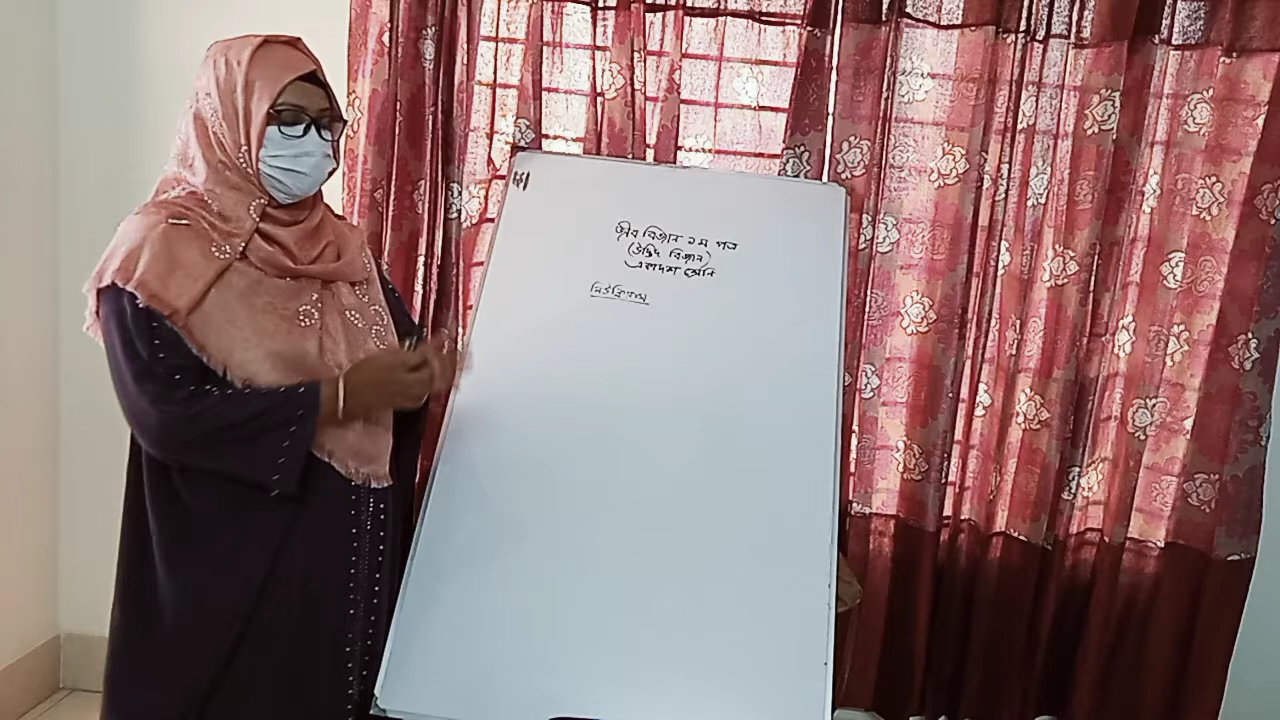 জীব বিজ্ঞান ১ম পত্র
(উদ্ভিদ বিজ্ঞান)
একাদশ শ্রেনি
নিউক্লিয়াস